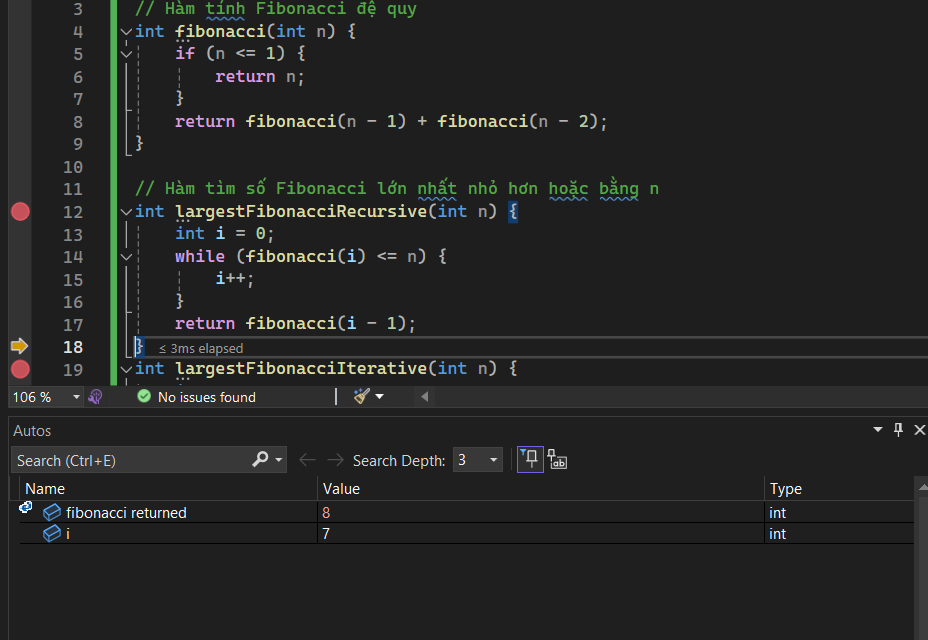 3 // Hàm tính Fibonacci đệ quy
4 int fibonacci(int n) {
5 if (n <= 1) {
6 return n;
7 }
8 return fibonacci(n - 1) + fibonacci(n - 2);
9 }
10
11 // Hàm tìm số Fibonacci lớn nhất nhỏ hơn hoặc bằng n
12 int largestFibonacciRecursive(int n) {
13 int i = 0;
14 while (fibonacci(i) <= n) {
15 i++;
16 }
17 return fibonacci(i - 1);
18 } ≤ 3ms elapsed
19 int largestFibonacciIterative(int n) {
106 % No issues found
Autos
Search (Ctrl+E) Search Depth: 3
Name Value Type
fibonacci returned 8 int
i 7 int